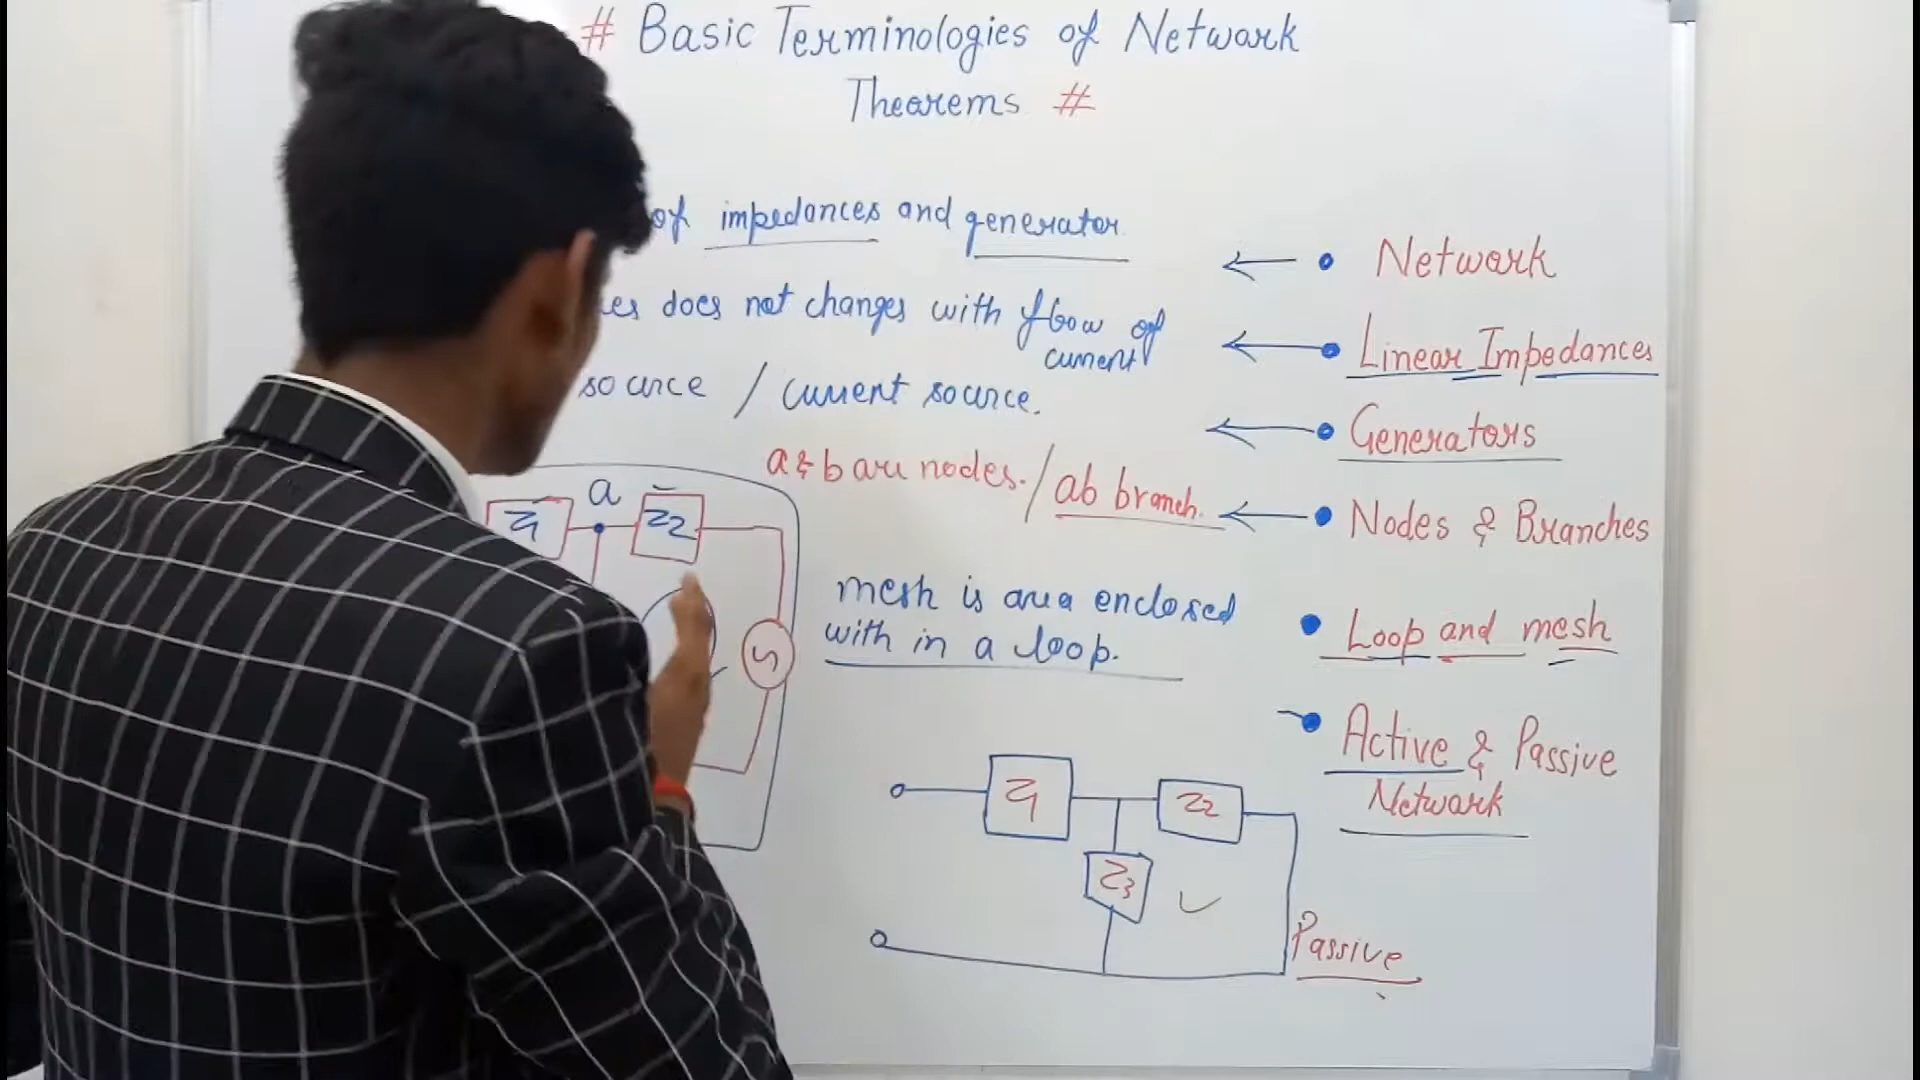 # Basic Terminologies of Network
Theorems #
of impedances and generator
← • Network
does not changes with flow of
current
← • Linear Impedances
source / current source.
← • Generators
a & b are nodes. / ab branch.
← • Nodes & Branches
a
Z1
Z2
mesh is area enclosed
with in a loop.
• Loop and mesh
• Active & Passive
Network
Z1
Z2
Z3
Passive